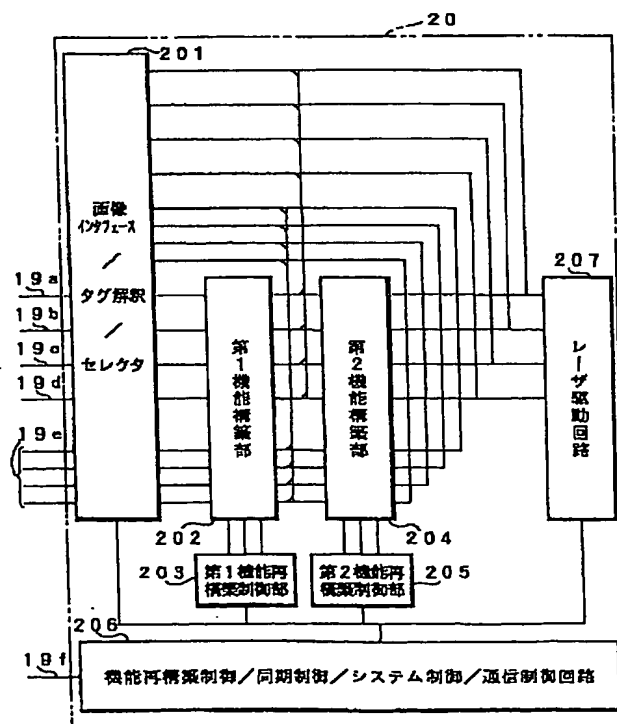 20
201
画像
インタフェース
／
タグ解釈
／
セレクタ
19a
19b
19c
19d
19e
第1機能構築部
202
第2機能構築部
204
207
レーザ駆動回路
203
第1機能再
構築制御部
第2機能再
構築制御部
205
206
19f
機能再構築制御／同期制御／システム制御／通信制御回路